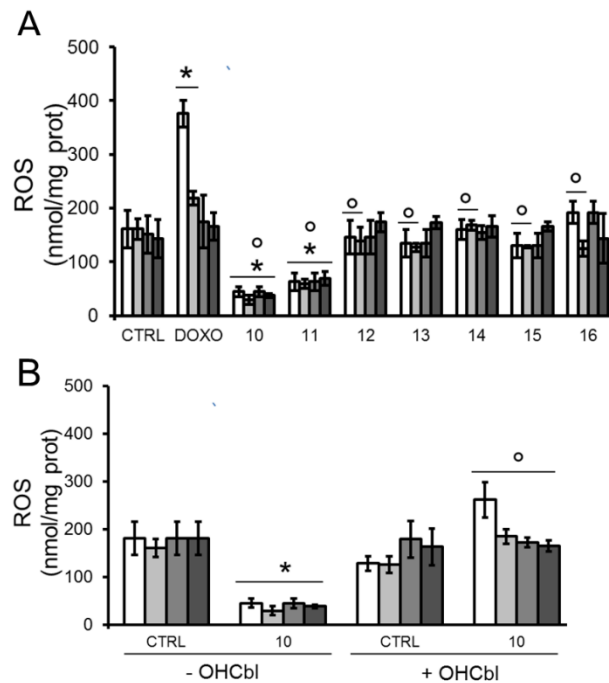 A
500
400
300
200
100
0
ROS
(nmol/mg prot)
*
° ° ° ° ° ° °
* *
CTRL DOXO 10 11 12 13 14 15 16
B
500
400
300
200
100
0
ROS
(nmol/mg prot)
* °
CTRL 10 CTRL 10
- OHCbl + OHCbl